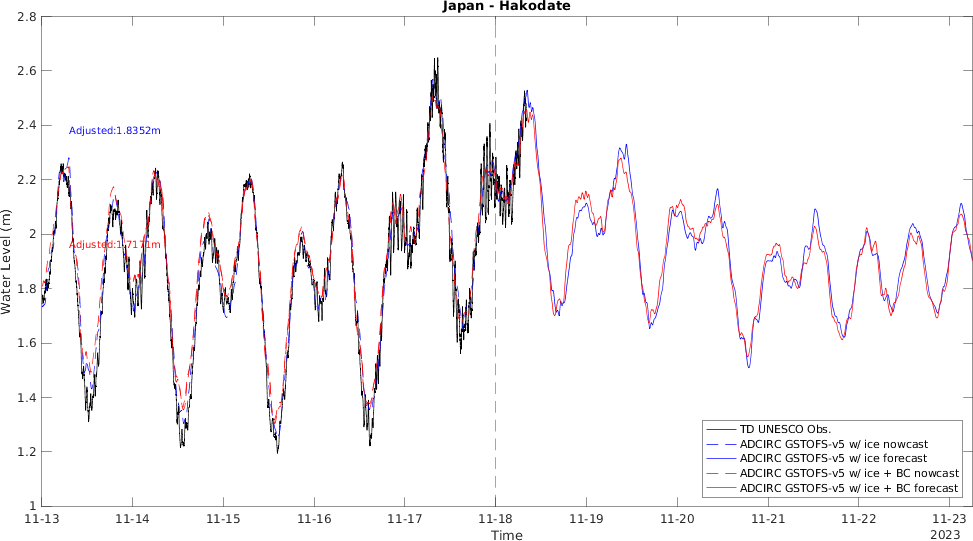 Japan - Hakodate
2.8
2.6
2.4
2.2
2
1.8
1.6
1.4
1.2
1
Water Level (m)
Adjusted:1.8352m
Adjusted:1.7171m
TD UNESCO Obs.
ADCIRC GSTOFS-v5 w/ ice nowcast
ADCIRC GSTOFS-v5 w/ ice forecast
ADCIRC GSTOFS-v5 w/ ice + BC nowcast
ADCIRC GSTOFS-v5 w/ ice + BC forecast
11-13 11-14 11-15 11-16 11-17 11-18 11-19 11-20 11-21 11-22 11-23
Time
2023